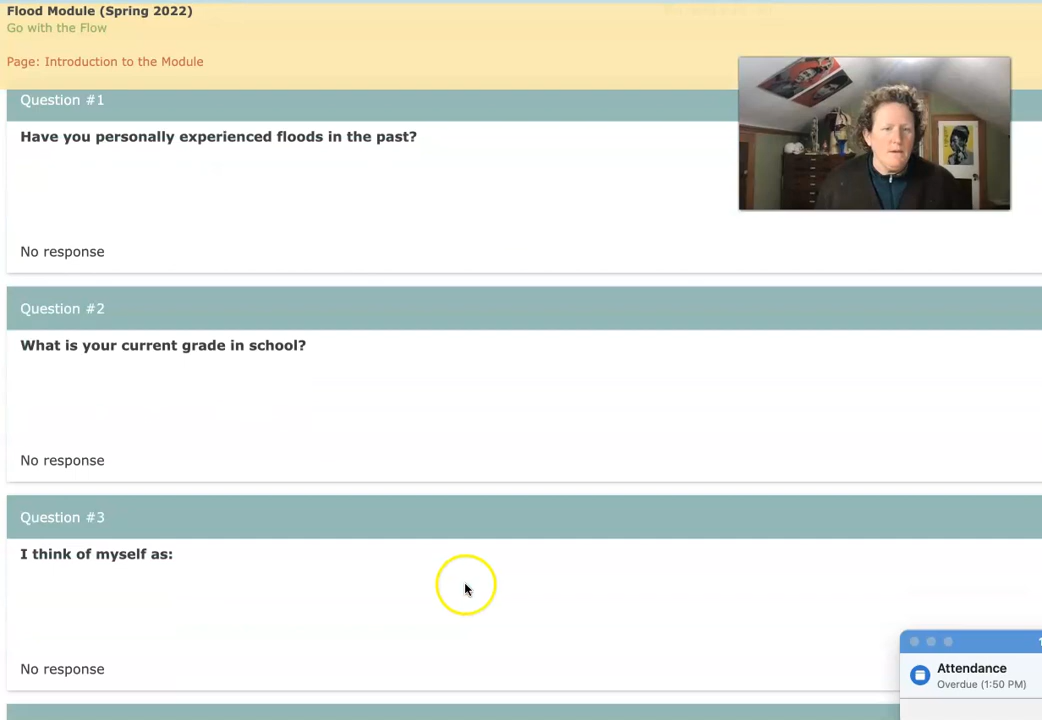 Flood Module (Spring 2022)
Go with the Flow
Page: Introduction to the Module
Question #1
Have you personally experienced floods in the past?
No response
Question #2
What is your current grade in school?
No response
Question #3
I think of myself as:
No response
Attendance
Overdue (1:50 PM)